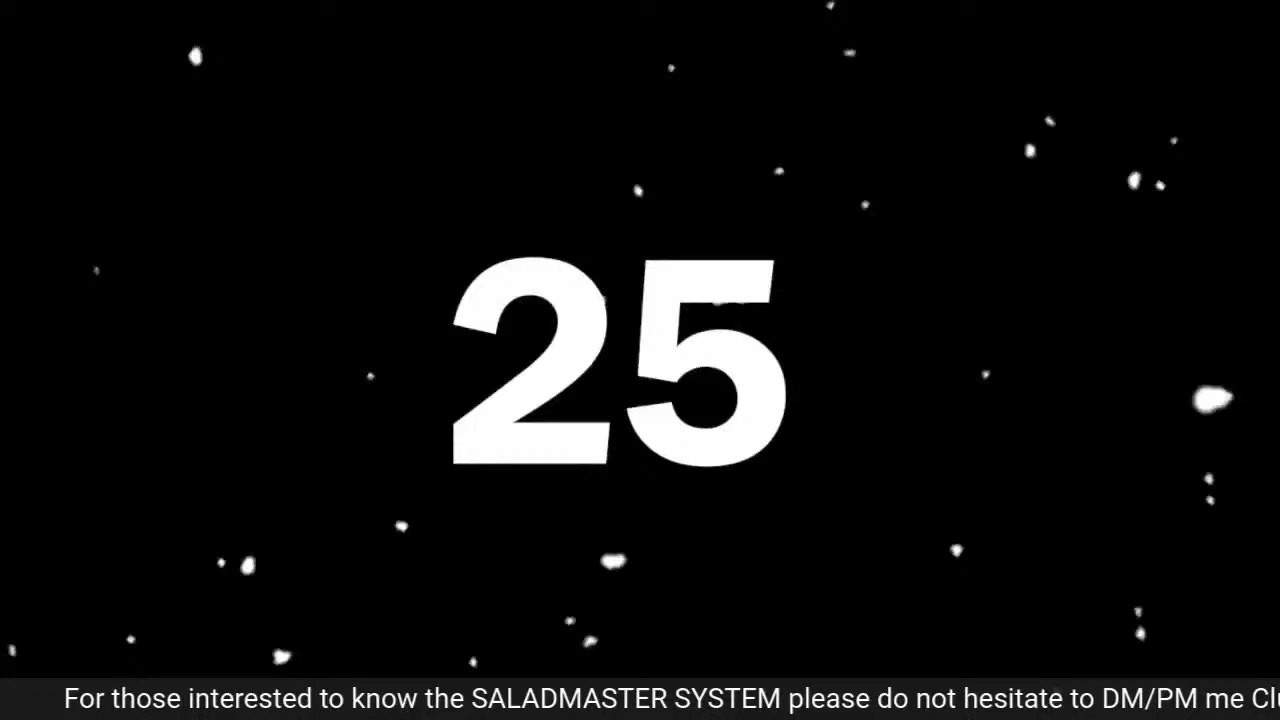 25
For those interested to know the SALADMASTER SYSTEM please do not hesitate to DM/PM me